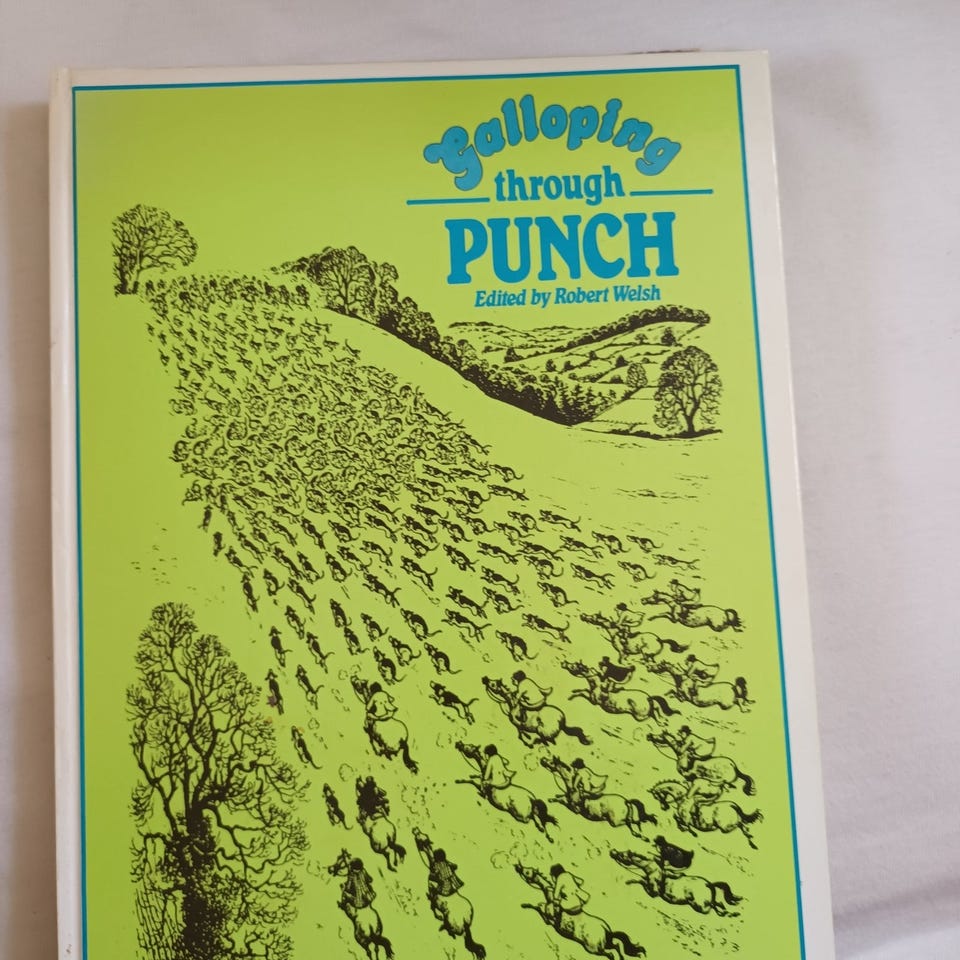 Galloping
through
PUNCH
Edited by Robert Welsh